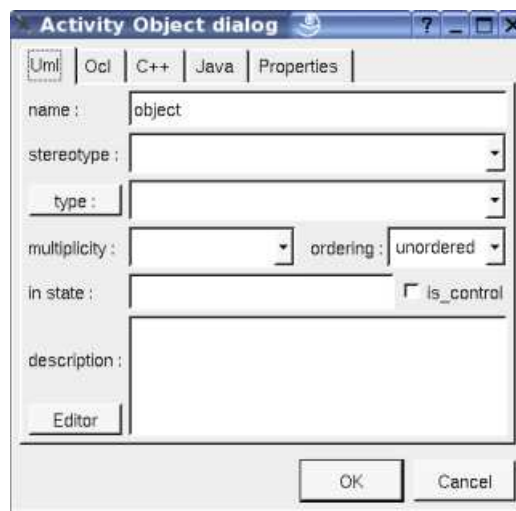 Activity Object dialog ? _ X
Uml Ocl C++ Java Properties
name : object
stereotype :
type :
multiplicity : ordering : unordered
in state : is_control
description :
Editor
OK Cancel